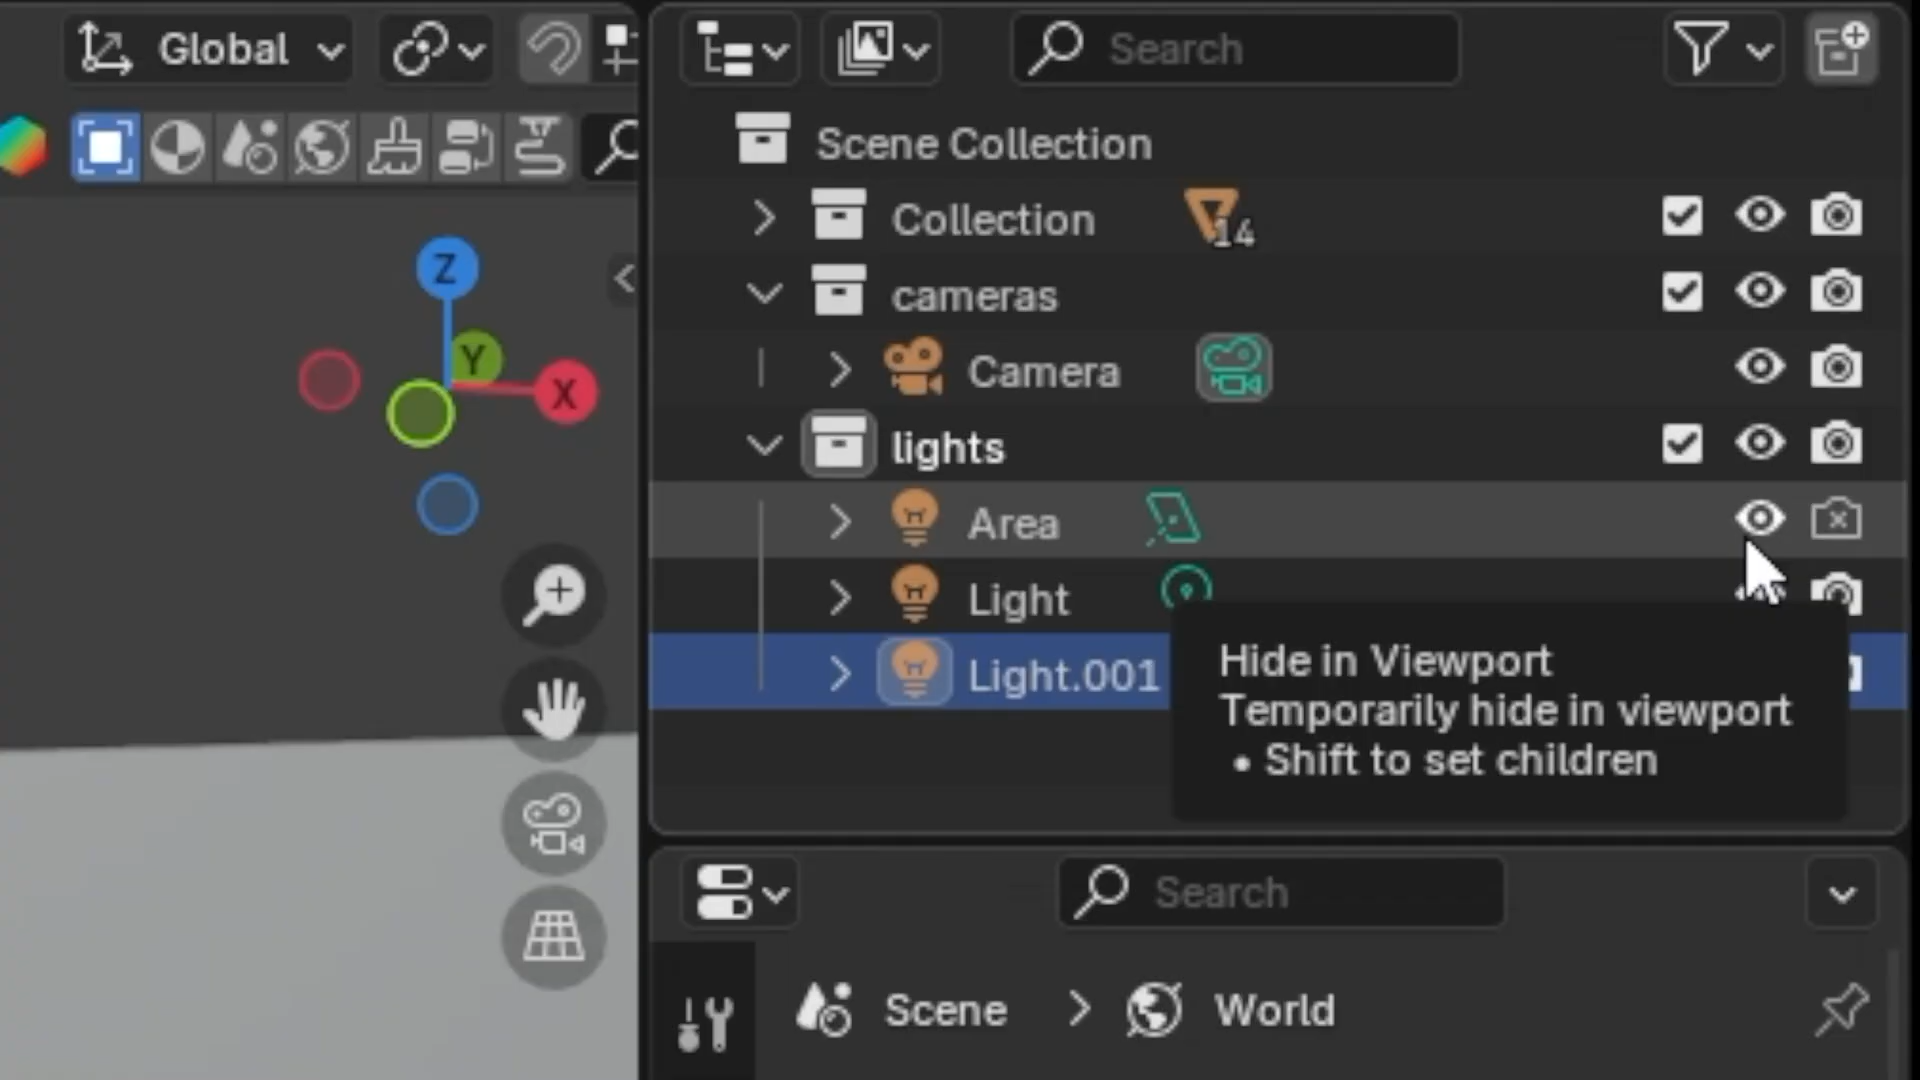 Global
Search
Scene Collection
Collection
14
cameras
Camera
lights
Area
Light
Light.001
Z
Y
X
Hide in Viewport
Temporarily hide in viewport
• Shift to set children
Search
Scene
World